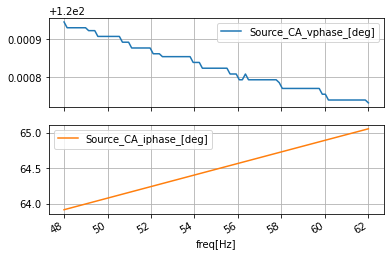 +1.2e2
Source_CA_vphase_[deg]
0.0009
0.0008
Source_CA_iphase_[deg]
65.0
64.5
64.0
48 50 52 54 56 58 60 62
freq[Hz]